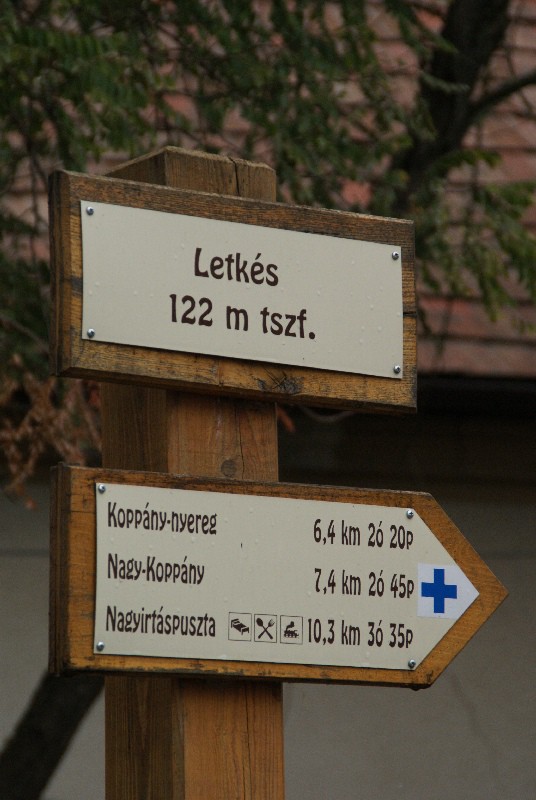 Letkés
122 m tszf.
Koppány-nyereg 6,4 km 2ó 20p
Nagy-Koppány 7,4 km 2ó 45p
Nagyirtáspuszta 10,3 km 3ó 35p